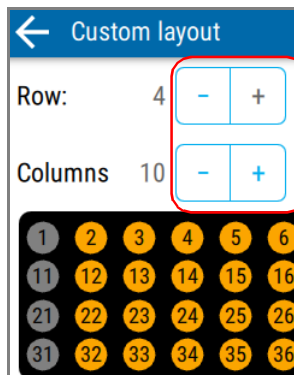 Custom layout
Row: 4 - +
Columns 10 - +
1 2 3 4 5 6
11 12 13 14 15 16
21 22 23 24 25 26
31 32 33 34 35 36